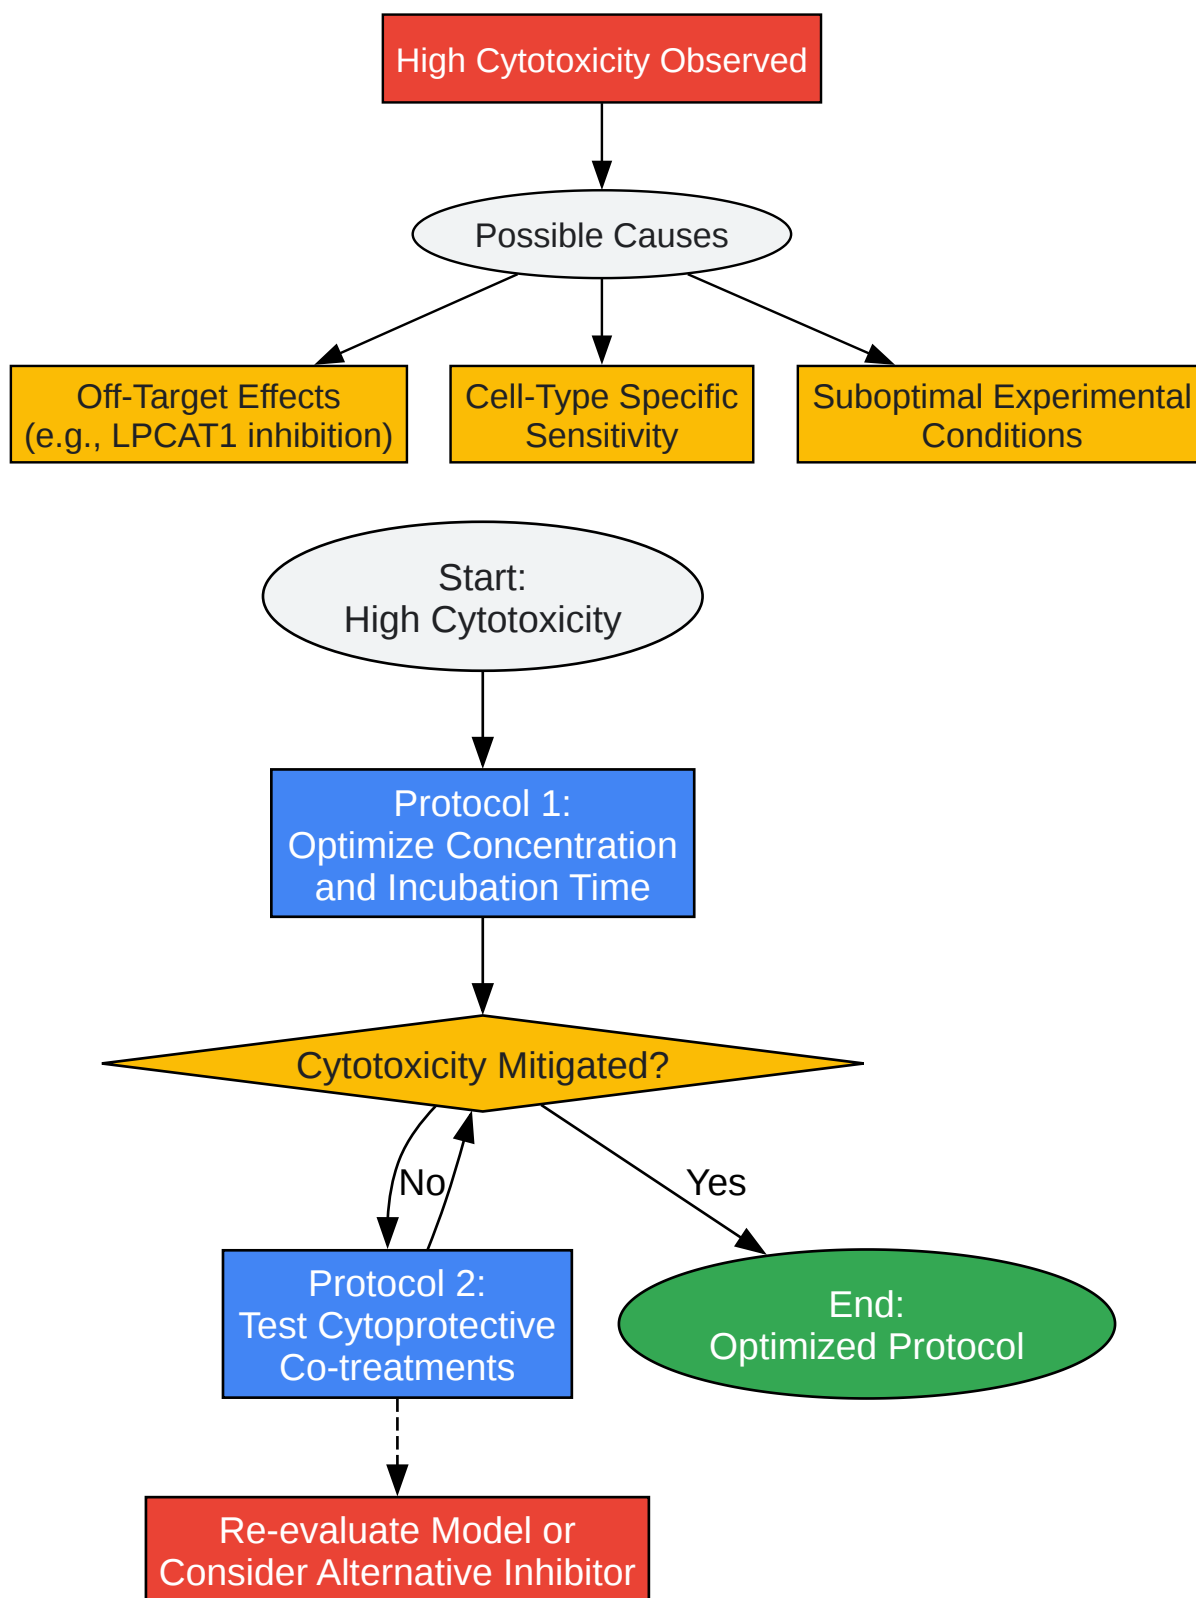 High Cytotoxicity Observed
Possible Causes
Off-Target Effects
(e.g., LPCAT1 inhibition)
Cell-Type Specific
Sensitivity
Suboptimal Experimental
Conditions
Start:
High Cytotoxicity
Protocol 1:
Optimize Concentration
and Incubation Time
Cytotoxicity Mitigated?
No
Yes
Protocol 2:
Test Cytoprotective
Co-treatments
End:
Optimized Protocol
Re-evaluate Model or
Consider Alternative Inhibitor